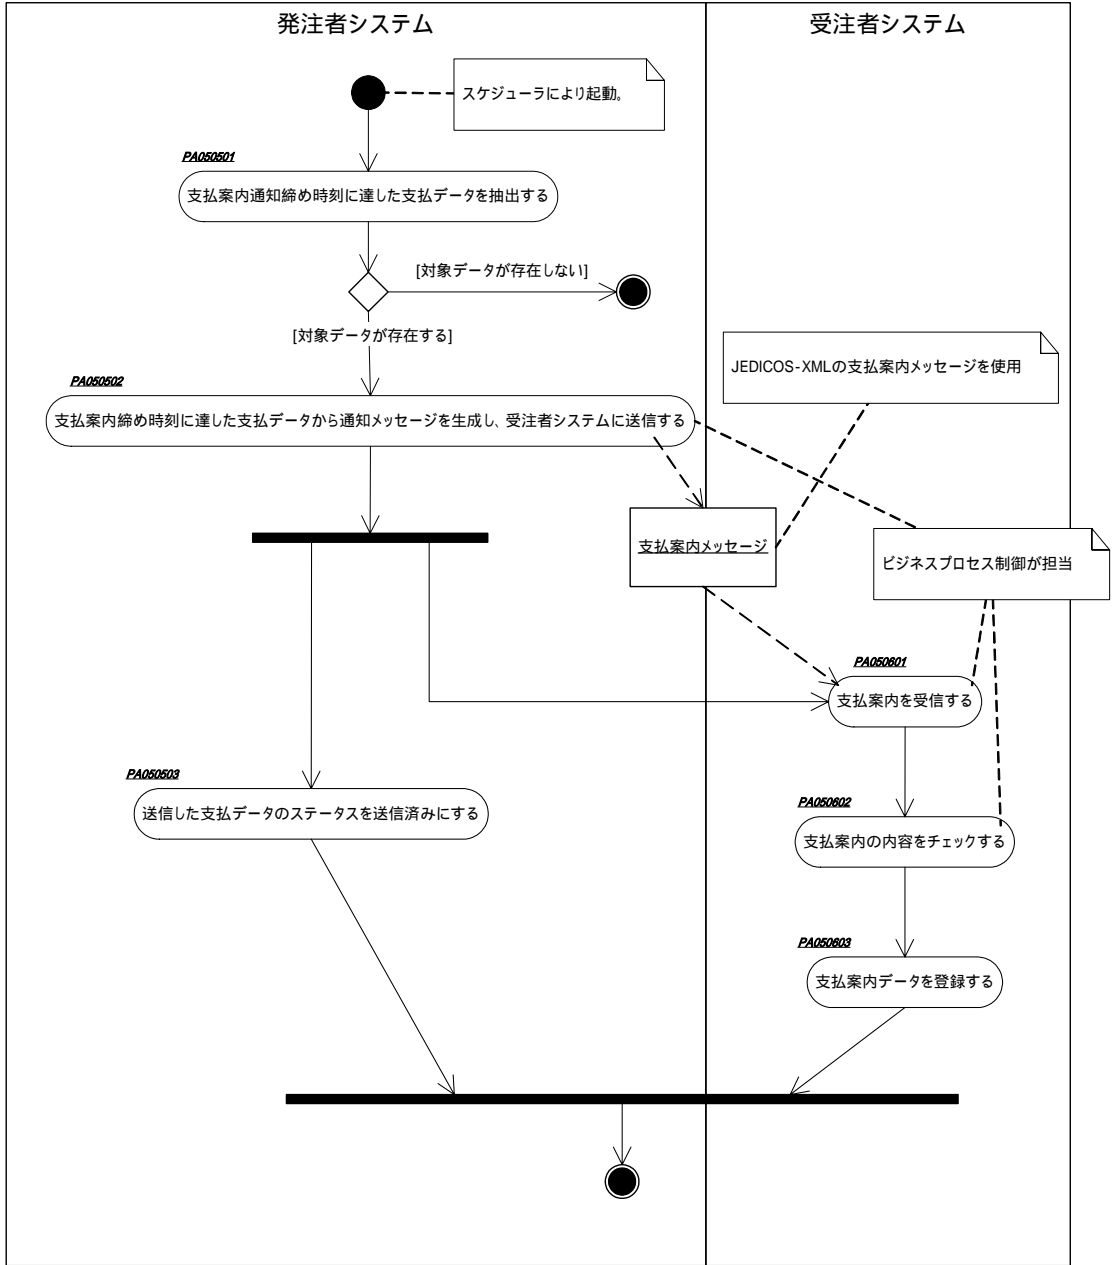 発注者システム
受注者システム
スケジューラにより起動。
PA050501
支払案内通知締め時刻に達した支払データを抽出する
[対象データが存在しない]
[対象データが存在する]
JEDICOS-XMLの支払案内メッセージを使用
PA050502
支払案内締め時刻に達した支払データから通知メッセージを生成し、受注者システムに送信する
支払案内メッセージ
ビジネスプロセス制御が担当
PA050601
支払案内を受信する
PA050503
送信した支払データのステータスを送信済みにする
PA050602
支払案内の内容をチェックする
PA050603
支払案内データを登録する